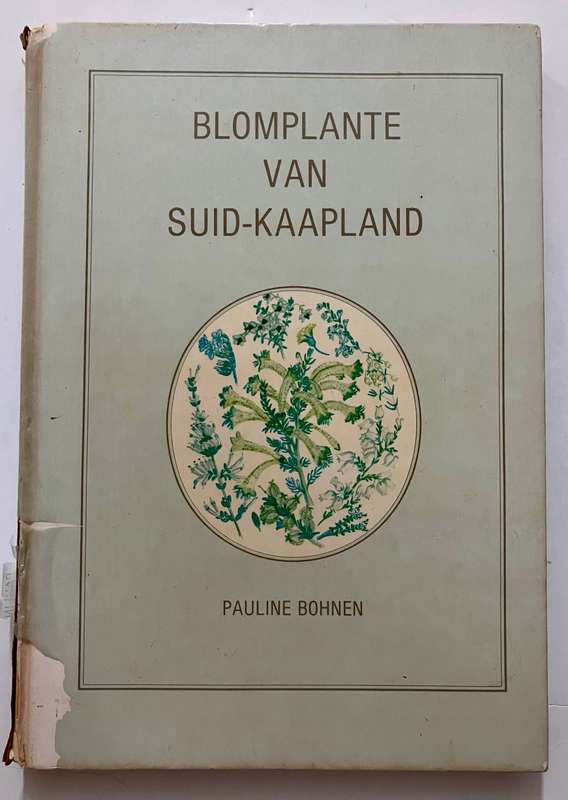 BLOMPLANTE
VAN
SUID-KAAPLAND
PAULINE BOHNEN